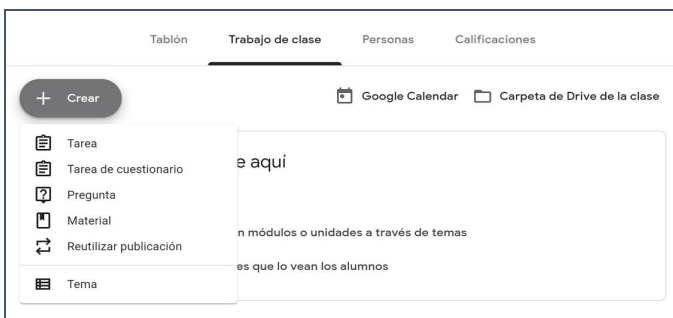 Tablón Trabajo de clase Personas Calificaciones
Crear Google Calendar Carpeta de Drive de la clase
Tarea
Tarea de cuestionario
e aquí
Pregunta
Material
n módulos o unidades a través de temas
Reutilizar publicación
es que lo vean los alumnos
Tema